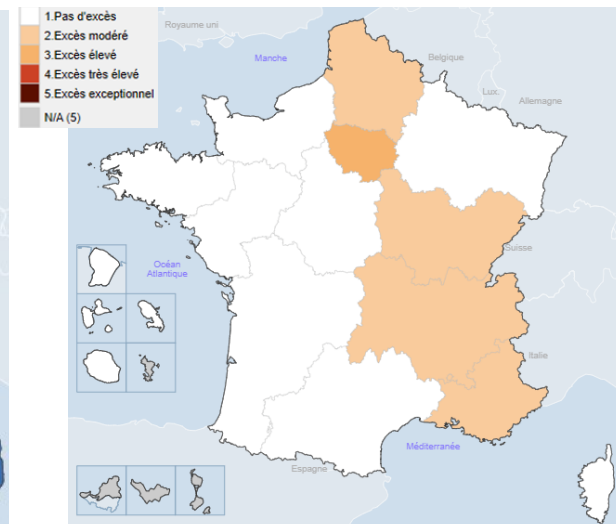 1.Pas d'excès
2.Excès modéré
3.Excès élevé
4.Excès très élevé
5.Excès exceptionnel
N/A (5)
Royaume uni
Manche
Belgique
Lux.
Allemagne
Océan
Atlantique
Suisse
Italie
Méditerranée
Espagne